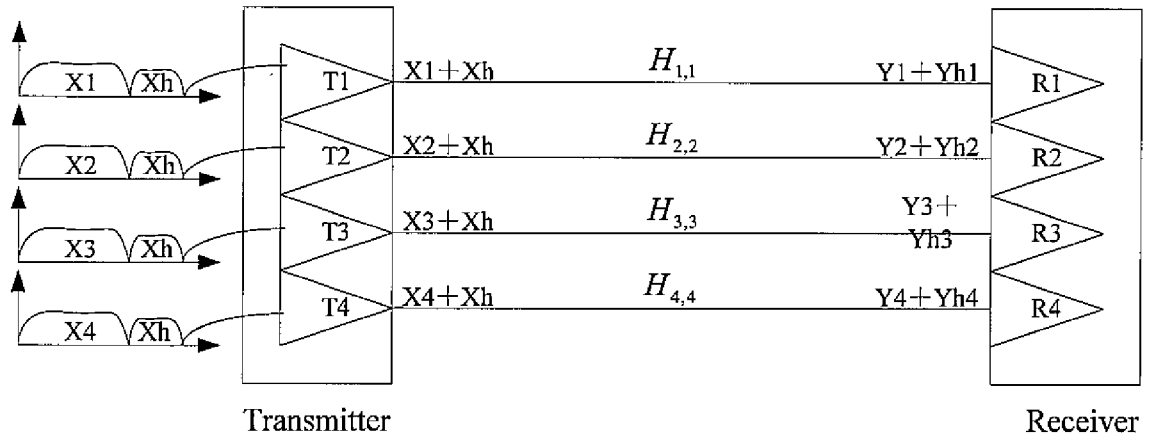 X1 Xh T1 X1+Xh H1,1 Y1+Yh1 R1
X2 Xh T2 X2+Xh H2,2 Y2+Yh2 R2
X3 Xh T3 X3+Xh H3,3 Y3+ Yh3 R3
X4 Xh T4 X4+Xh H4,4 Y4+Yh4 R4
Transmitter Receiver